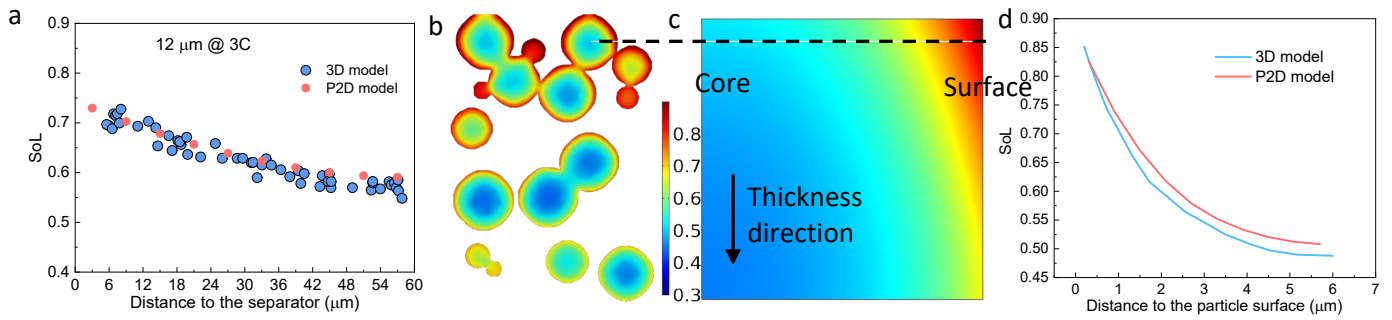 a
12 μm @ 3C
3D model
P2D model
SoL
0.9
0.8
0.7
0.6
0.5
0.4
0 6 12 18 24 30 36 42 48 54 60
Distance to the separator (μm)
b
0.8
0.7
0.6
0.5
0.4
0.3
c
Core
Surface
Thickness
direction
d
3D model
P2D model
SoL
0.90
0.85
0.80
0.75
0.70
0.65
0.60
0.55
0.50
0.45
0 1 2 3 4 5 6 7
Distance to the particle surface (μm)